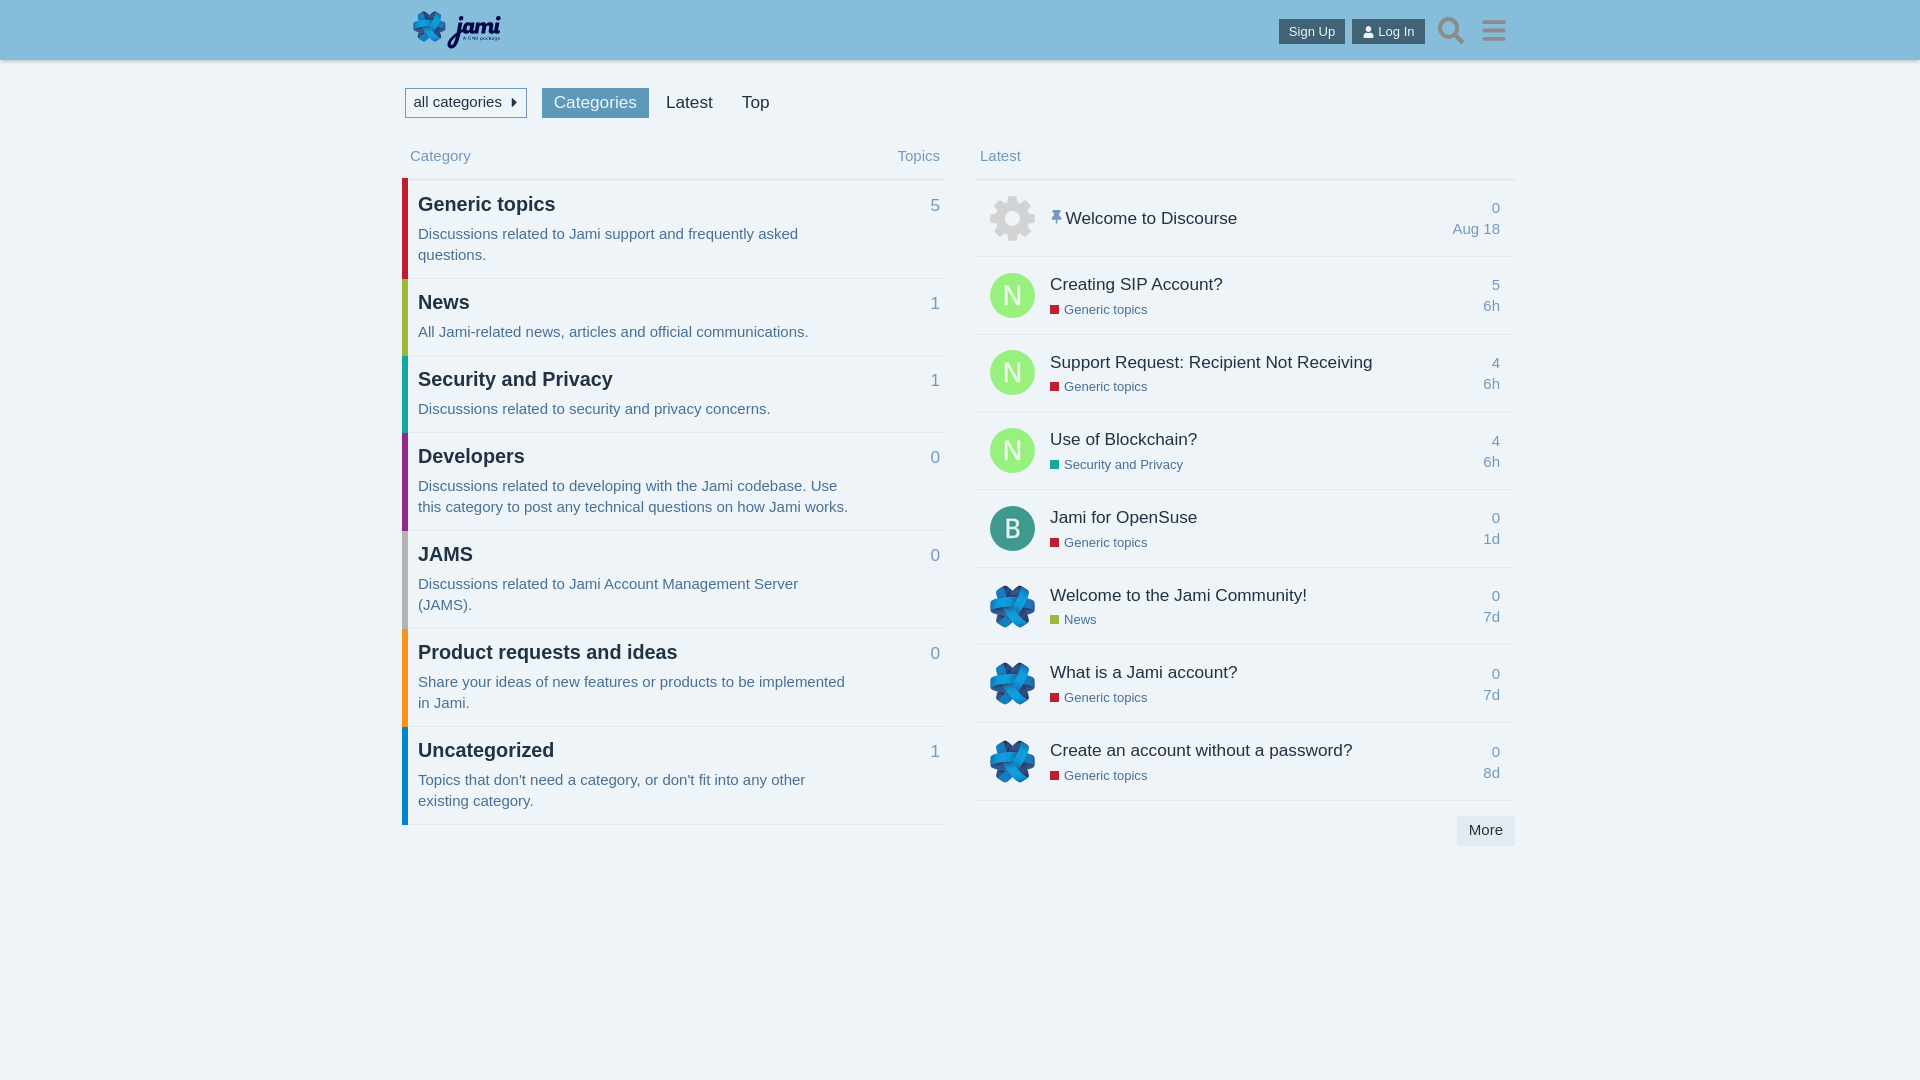 jami
A GNU package
Sign Up
Log In
all categories
Categories
Latest
Top
Category
Topics
Generic topics
5
Discussions related to Jami support and frequently asked
questions.
News
1
All Jami-related news, articles and official communications.
Security and Privacy
1
Discussions related to security and privacy concerns.
Developers
0
Discussions related to developing with the Jami codebase. Use
this category to post any technical questions on how Jami works.
JAMS
0
Discussions related to Jami Account Management Server
(JAMS).
Product requests and ideas
0
Share your ideas of new features or products to be implemented
in Jami.
Uncategorized
1
Topics that don't need a category, or don't fit into any other
existing category.
Latest
Welcome to Discourse
0
Aug 18
N
Creating SIP Account?
5
Generic topics
6h
N
Support Request: Recipient Not Receiving
4
Generic topics
6h
N
Use of Blockchain?
4
Security and Privacy
6h
B
Jami for OpenSuse
0
Generic topics
1d
Welcome to the Jami Community!
0
News
7d
What is a Jami account?
0
Generic topics
7d
Create an account without a password?
0
Generic topics
8d
More